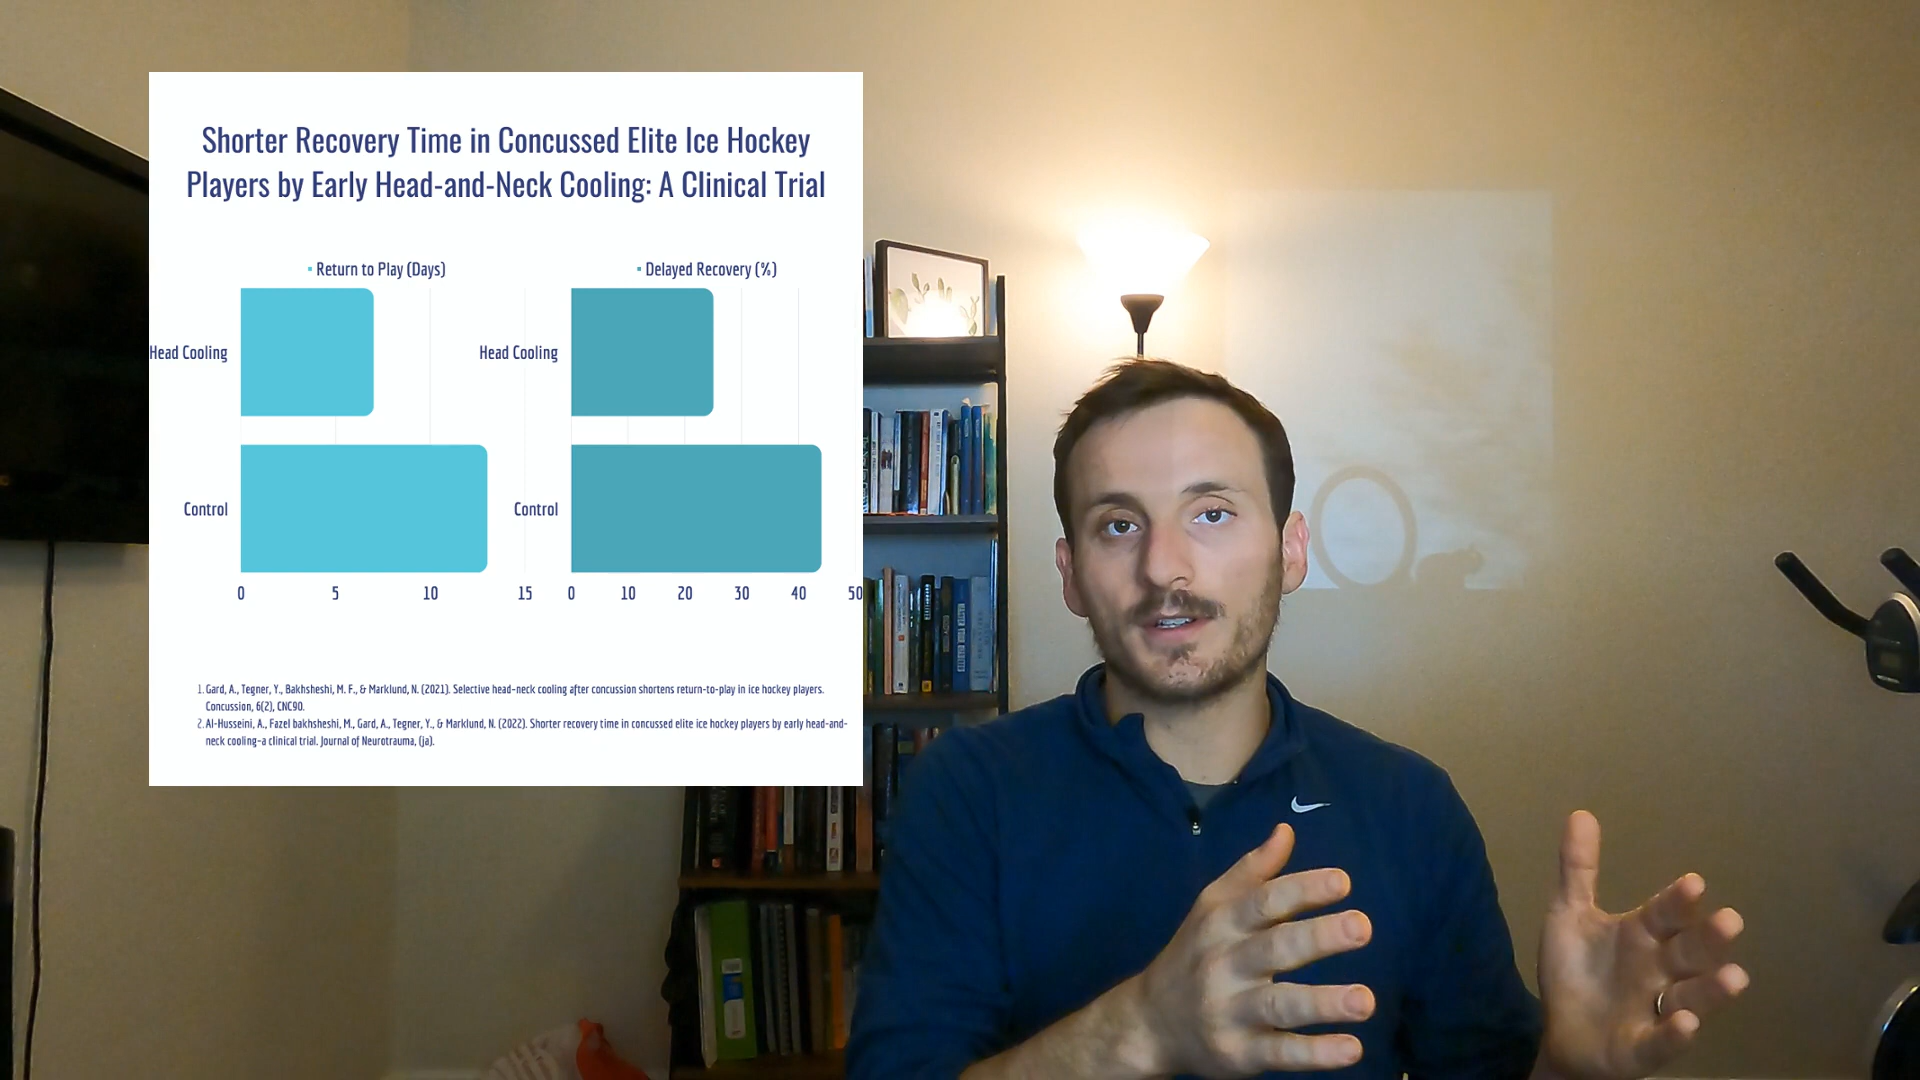 Shorter Recovery Time in Concussed Elite Ice Hockey
Players by Early Head-and-Neck Cooling: A Clinical Trial
Return to Play (Days)
Head Cooling
Control
0 5 10 15
Delayed Recovery (%)
Head Cooling
Control
0 10 20 30 40 50
1. Gard, A., Tegner, Y., Bakhsheshi, M. F., & Marklund, N. (2021). Selective head–neck cooling after concussion shortens return-to-play in ice hockey players.
Concussion, 6(2), CNC90.
2. Al-Husseini, A., Fazel bakhsheshi, M., Gard, A., Tegner, Y., & Marklund, N. (2022). Shorter recovery time in concussed elite ice hockey players by early head-and-
neck cooling–a clinical trial. Journal of Neurotrauma, (ja).